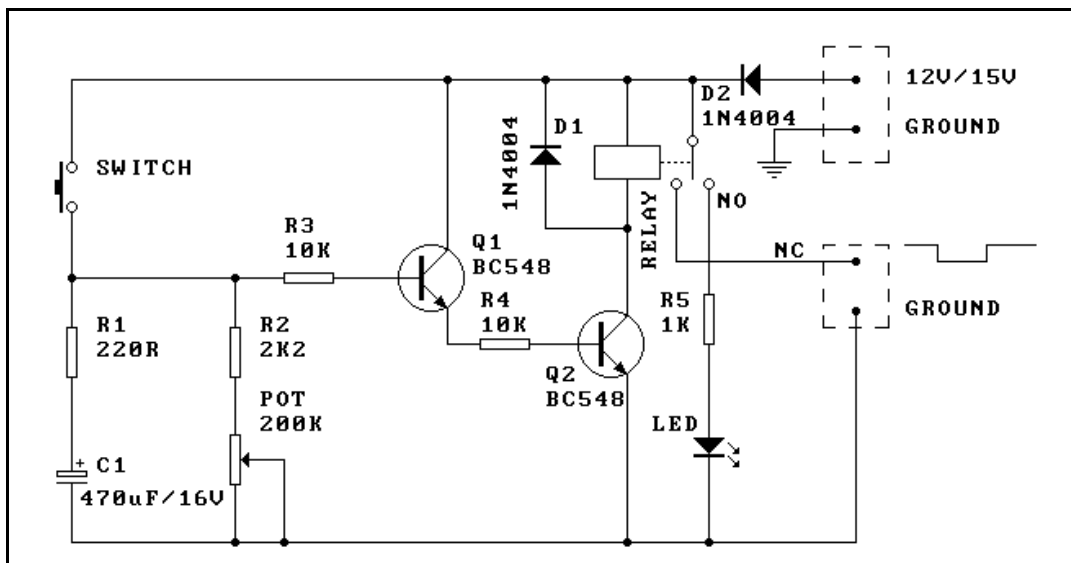 12V/15V
D2
1N4004
GROUND
1N4004
D1
SWITCH
R3
10K
Q1
BC548
RELAY
NO
NC
R4
10K
R5
1K
GROUND
R1
220R
R2
2K2
Q2
BC548
POT
200K
LED
+
C1
470uF/16V